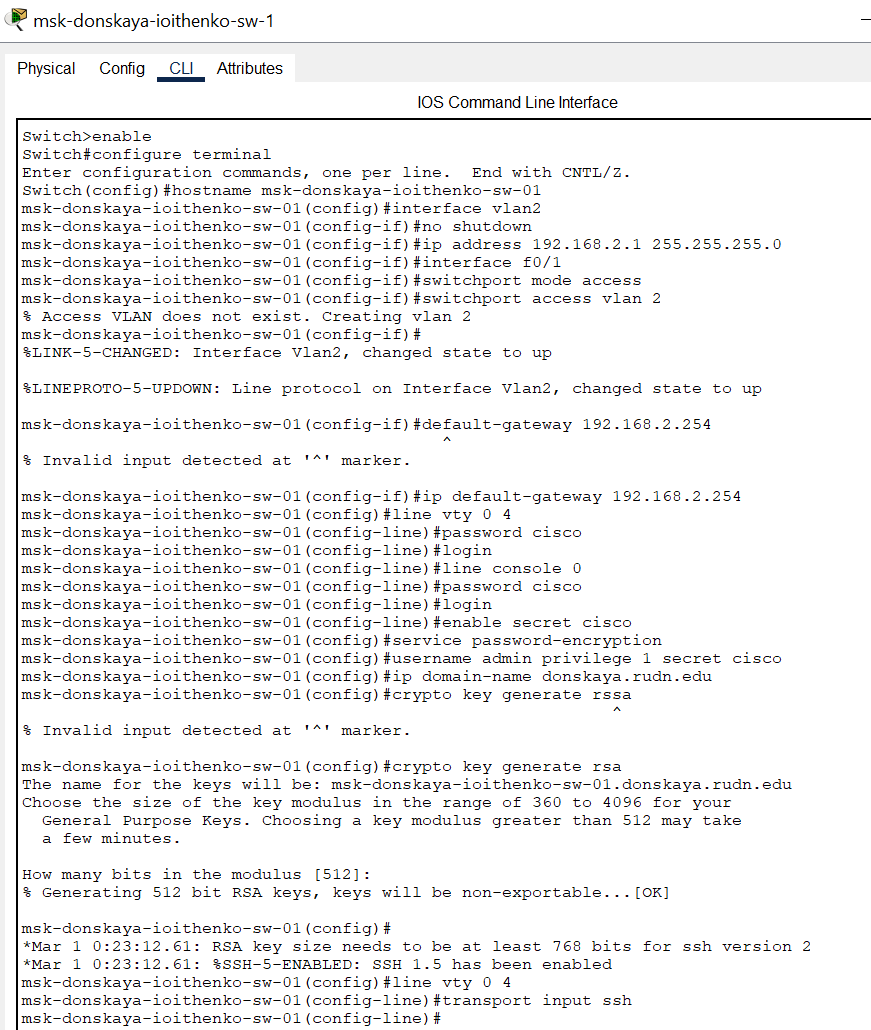 msk-donskaya-ioithenko-sw-1
Physical Config CLI Attributes
IOS Command Line Interface
Switch>enable
Switch#configure terminal
Enter configuration commands, one per line.  End with CNTL/Z.
Switch(config)#hostname msk-donskaya-ioithenko-sw-01
msk-donskaya-ioithenko-sw-01(config)#interface vlan2
msk-donskaya-ioithenko-sw-01(config-if)#no shutdown
msk-donskaya-ioithenko-sw-01(config-if)#ip address 192.168.2.1 255.255.255.0
msk-donskaya-ioithenko-sw-01(config-if)#interface f0/1
msk-donskaya-ioithenko-sw-01(config-if)#switchport mode access
msk-donskaya-ioithenko-sw-01(config-if)#switchport access vlan 2
% Access VLAN does not exist. Creating vlan 2
msk-donskaya-ioithenko-sw-01(config-if)#
%LINK-5-CHANGED: Interface Vlan2, changed state to up
%LINEPROTO-5-UPDOWN: Line protocol on Interface Vlan2, changed state to up
msk-donskaya-ioithenko-sw-01(config-if)#default-gateway 192.168.2.254
^
% Invalid input detected at '^' marker.
msk-donskaya-ioithenko-sw-01(config-if)#ip default-gateway 192.168.2.254
msk-donskaya-ioithenko-sw-01(config)#line vty 0 4
msk-donskaya-ioithenko-sw-01(config-line)#password cisco
msk-donskaya-ioithenko-sw-01(config-line)#login
msk-donskaya-ioithenko-sw-01(config-line)#line console 0
msk-donskaya-ioithenko-sw-01(config-line)#password cisco
msk-donskaya-ioithenko-sw-01(config-line)#login
msk-donskaya-ioithenko-sw-01(config-line)#enable secret cisco
msk-donskaya-ioithenko-sw-01(config)#service password-encryption
msk-donskaya-ioithenko-sw-01(config)#username admin privilege 1 secret cisco
msk-donskaya-ioithenko-sw-01(config)#ip domain-name donskaya.rudn.edu
msk-donskaya-ioithenko-sw-01(config)#crypto key generate rssa
^
% Invalid input detected at '^' marker.
msk-donskaya-ioithenko-sw-01(config)#crypto key generate rsa
The name for the keys will be: msk-donskaya-ioithenko-sw-01.donskaya.rudn.edu
Choose the size of the key modulus in the range of 360 to 4096 for your
General Purpose Keys. Choosing a key modulus greater than 512 may take
a few minutes.
How many bits in the modulus [512]:
% Generating 512 bit RSA keys, keys will be non-exportable...[OK]
msk-donskaya-ioithenko-sw-01(config)#
*Mar 1 0:23:12.61: RSA key size needs to be at least 768 bits for ssh version 2
*Mar 1 0:23:12.61: %SSH-5-ENABLED: SSH 1.5 has been enabled
msk-donskaya-ioithenko-sw-01(config)#line vty 0 4
msk-donskaya-ioithenko-sw-01(config-line)#transport input ssh
msk-donskaya-ioithenko-sw-01(config-line)#